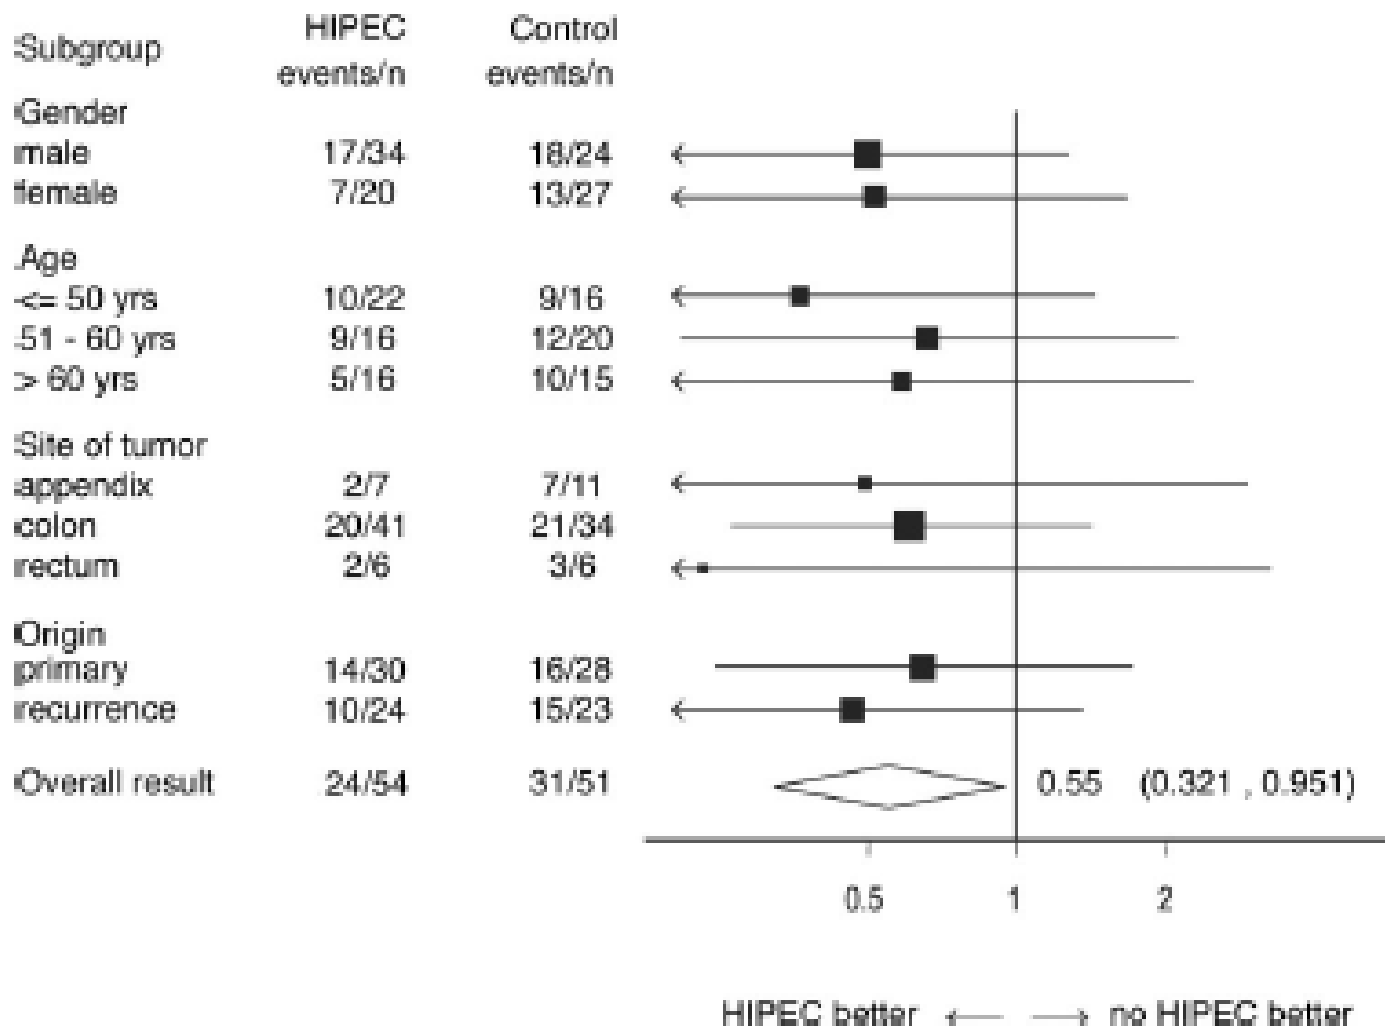 Subgroup HIPEC events/n Control events/n
Gender
male 17/34 18/24
female 7/20 13/27
Age
<= 50 yrs 10/22 9/16
51 - 60 yrs 9/16 12/20
> 60 yrs 5/16 10/15
Site of tumor
appendix 2/7 7/11
colon 20/41 21/34
rectum 2/6 3/6
Origin
primary 14/30 16/28
recurrence 10/24 15/23
Overall result 24/54 31/51 0.55 (0.321 , 0.951)
0.5 1 2
HIPEC better ← → no HIPEC better